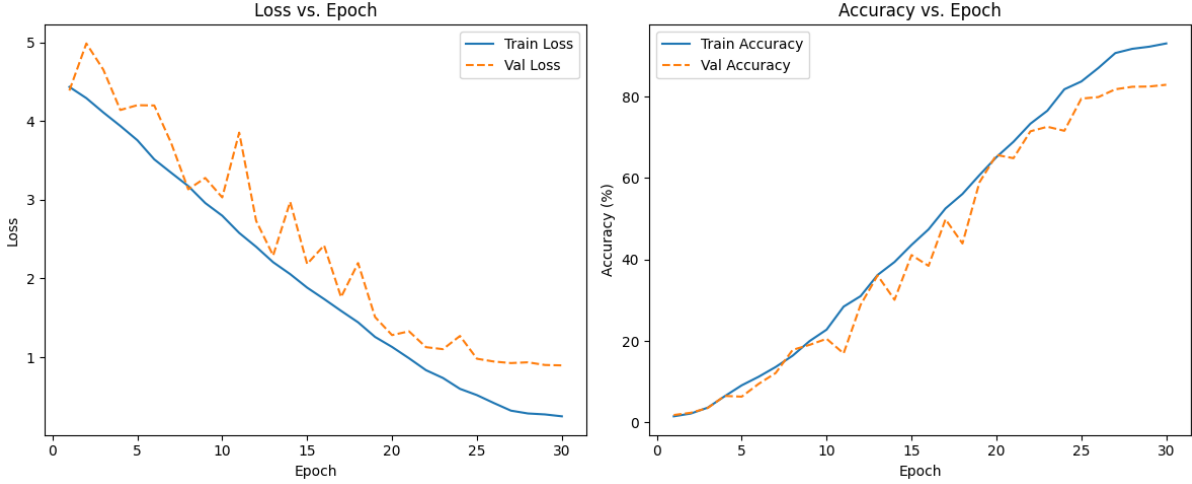 Loss vs. Epoch
5
4
3
2
1
Loss
0 5 10 15 20 25 30
Epoch
Train Loss
Val Loss
Accuracy vs. Epoch
80
60
40
20
0
Accuracy (%)
0 5 10 15 20 25 30
Epoch
Train Accuracy
Val Accuracy